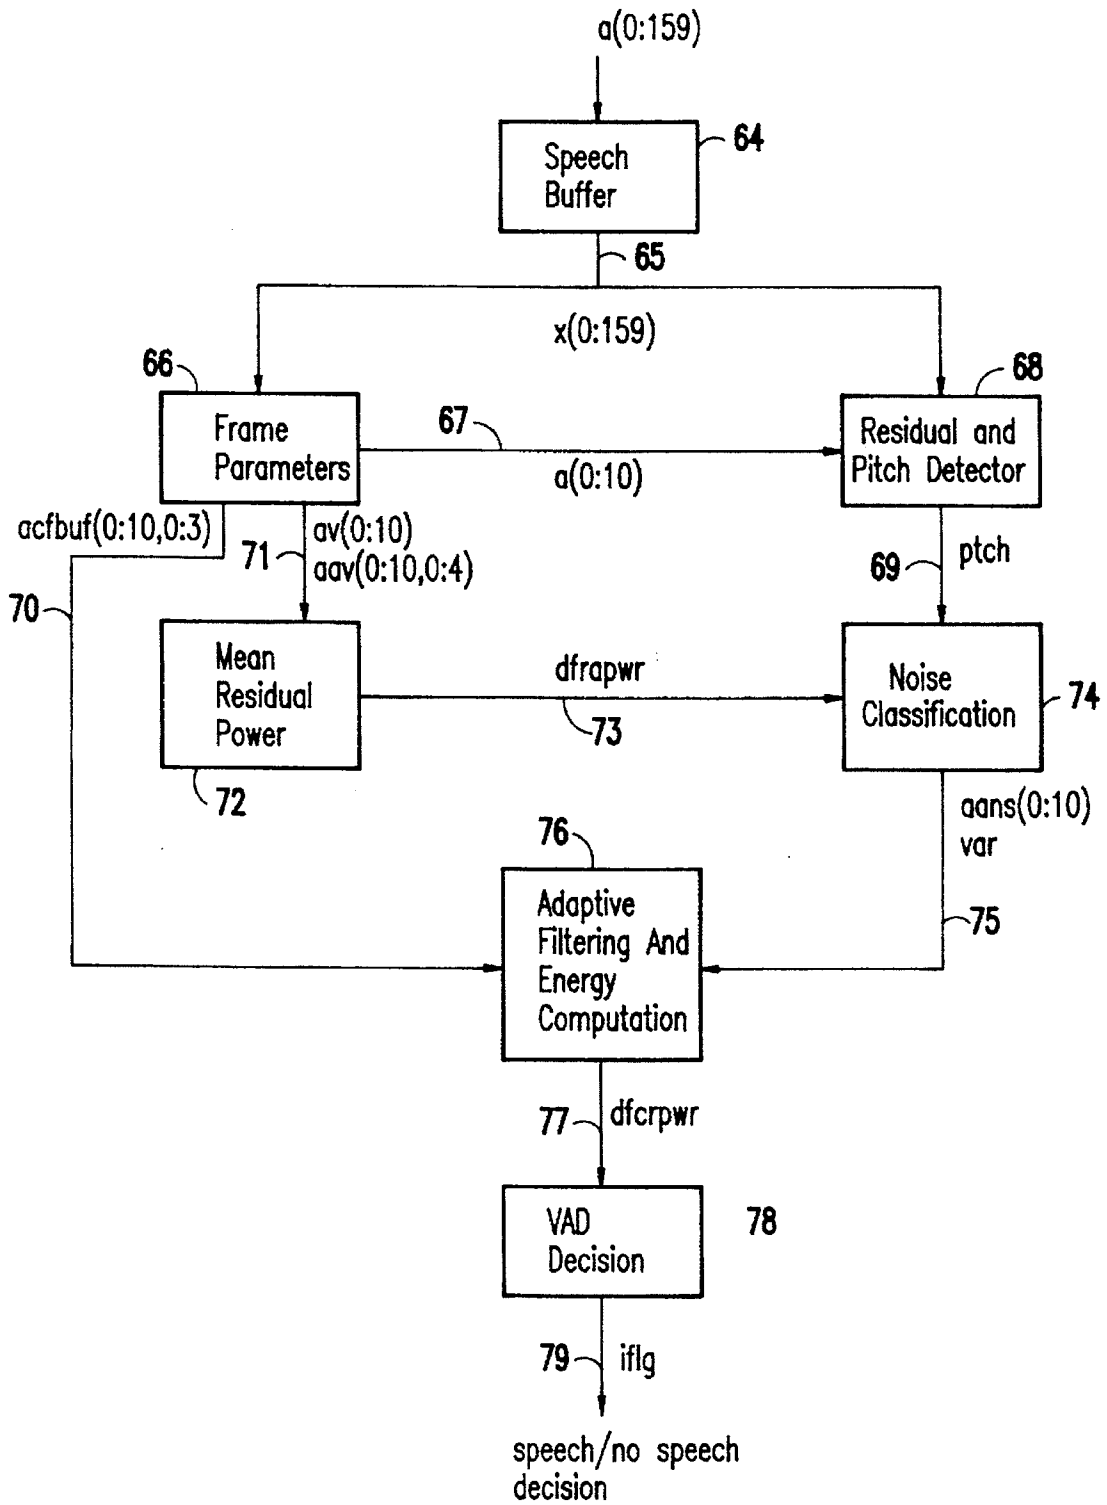 a(0:159)
Speech
Buffer
64
65
x(0:159)
66
68
Frame
Parameters
67
a(0:10)
Residual and
Pitch Detector
acfbuf(0:10,0:3)
71
av(0:10)
aav(0:10,0:4)
69
ptch
70
Mean
Residual
Power
dfrapwr
73
Noise
Classification
74
72
aans(0:10)
var
76
75
Adaptive
Filtering And
Energy
Computation
77
dfcrpwr
VAD
Decision
78
79
iflg
speech/no speech
decision